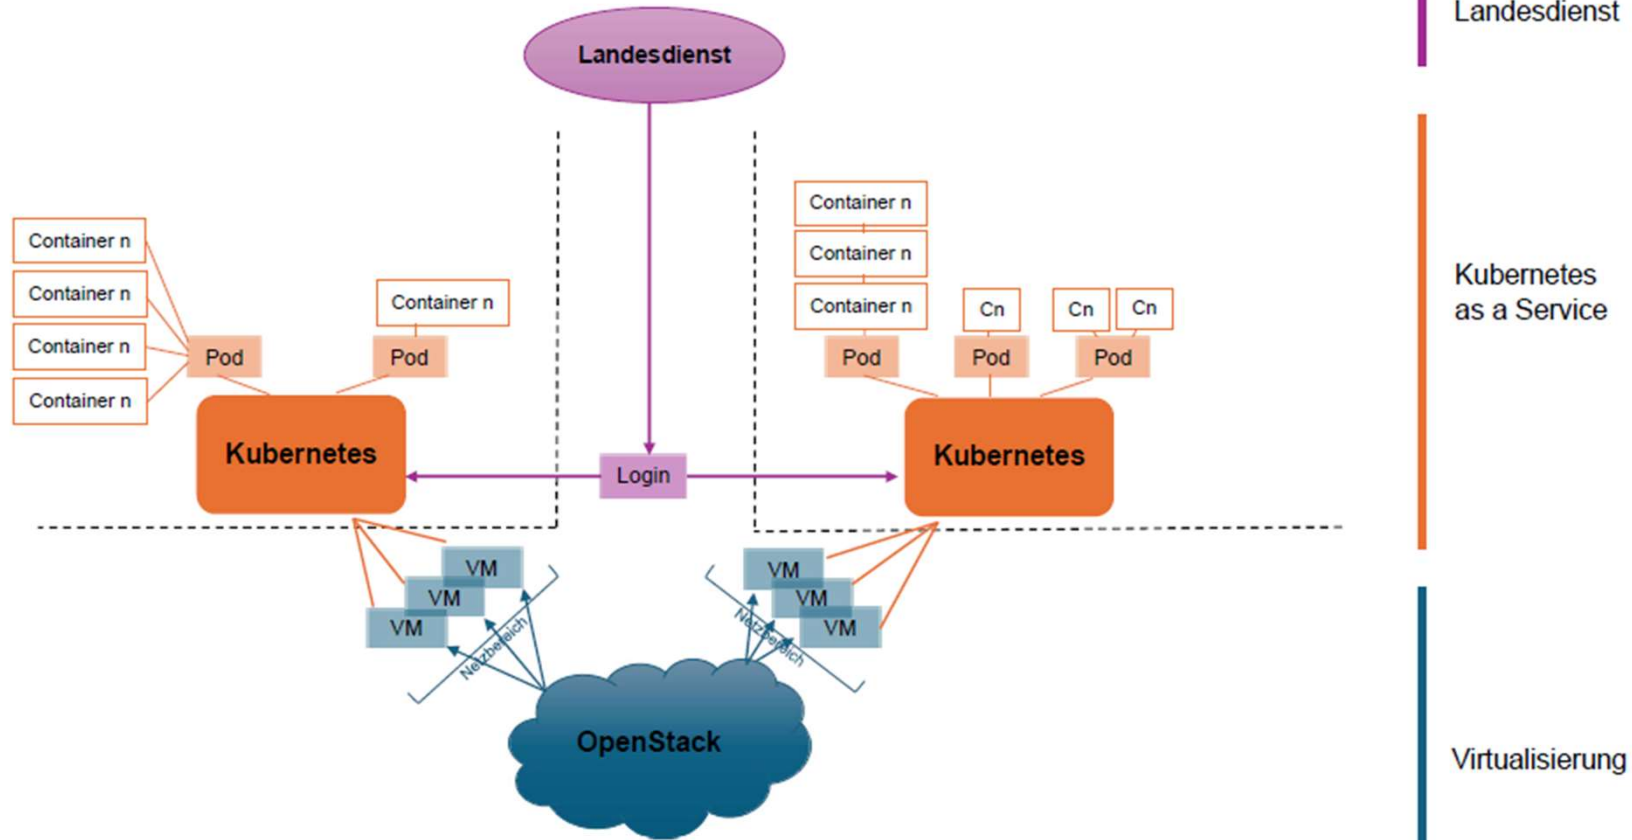 Landesdienst
Landesdienst
Container n
Container n
Container n
Container n
Container n
Pod
Pod
Kubernetes
Container n
Container n
Container n
Cn
Cn
Cn
Pod
Pod
Pod
Kubernetes
Login
Kubernetes
as a Service
VM
VM
VM
Netzbereich
VM
VM
VM
Netzbereich
OpenStack
Virtualisierung